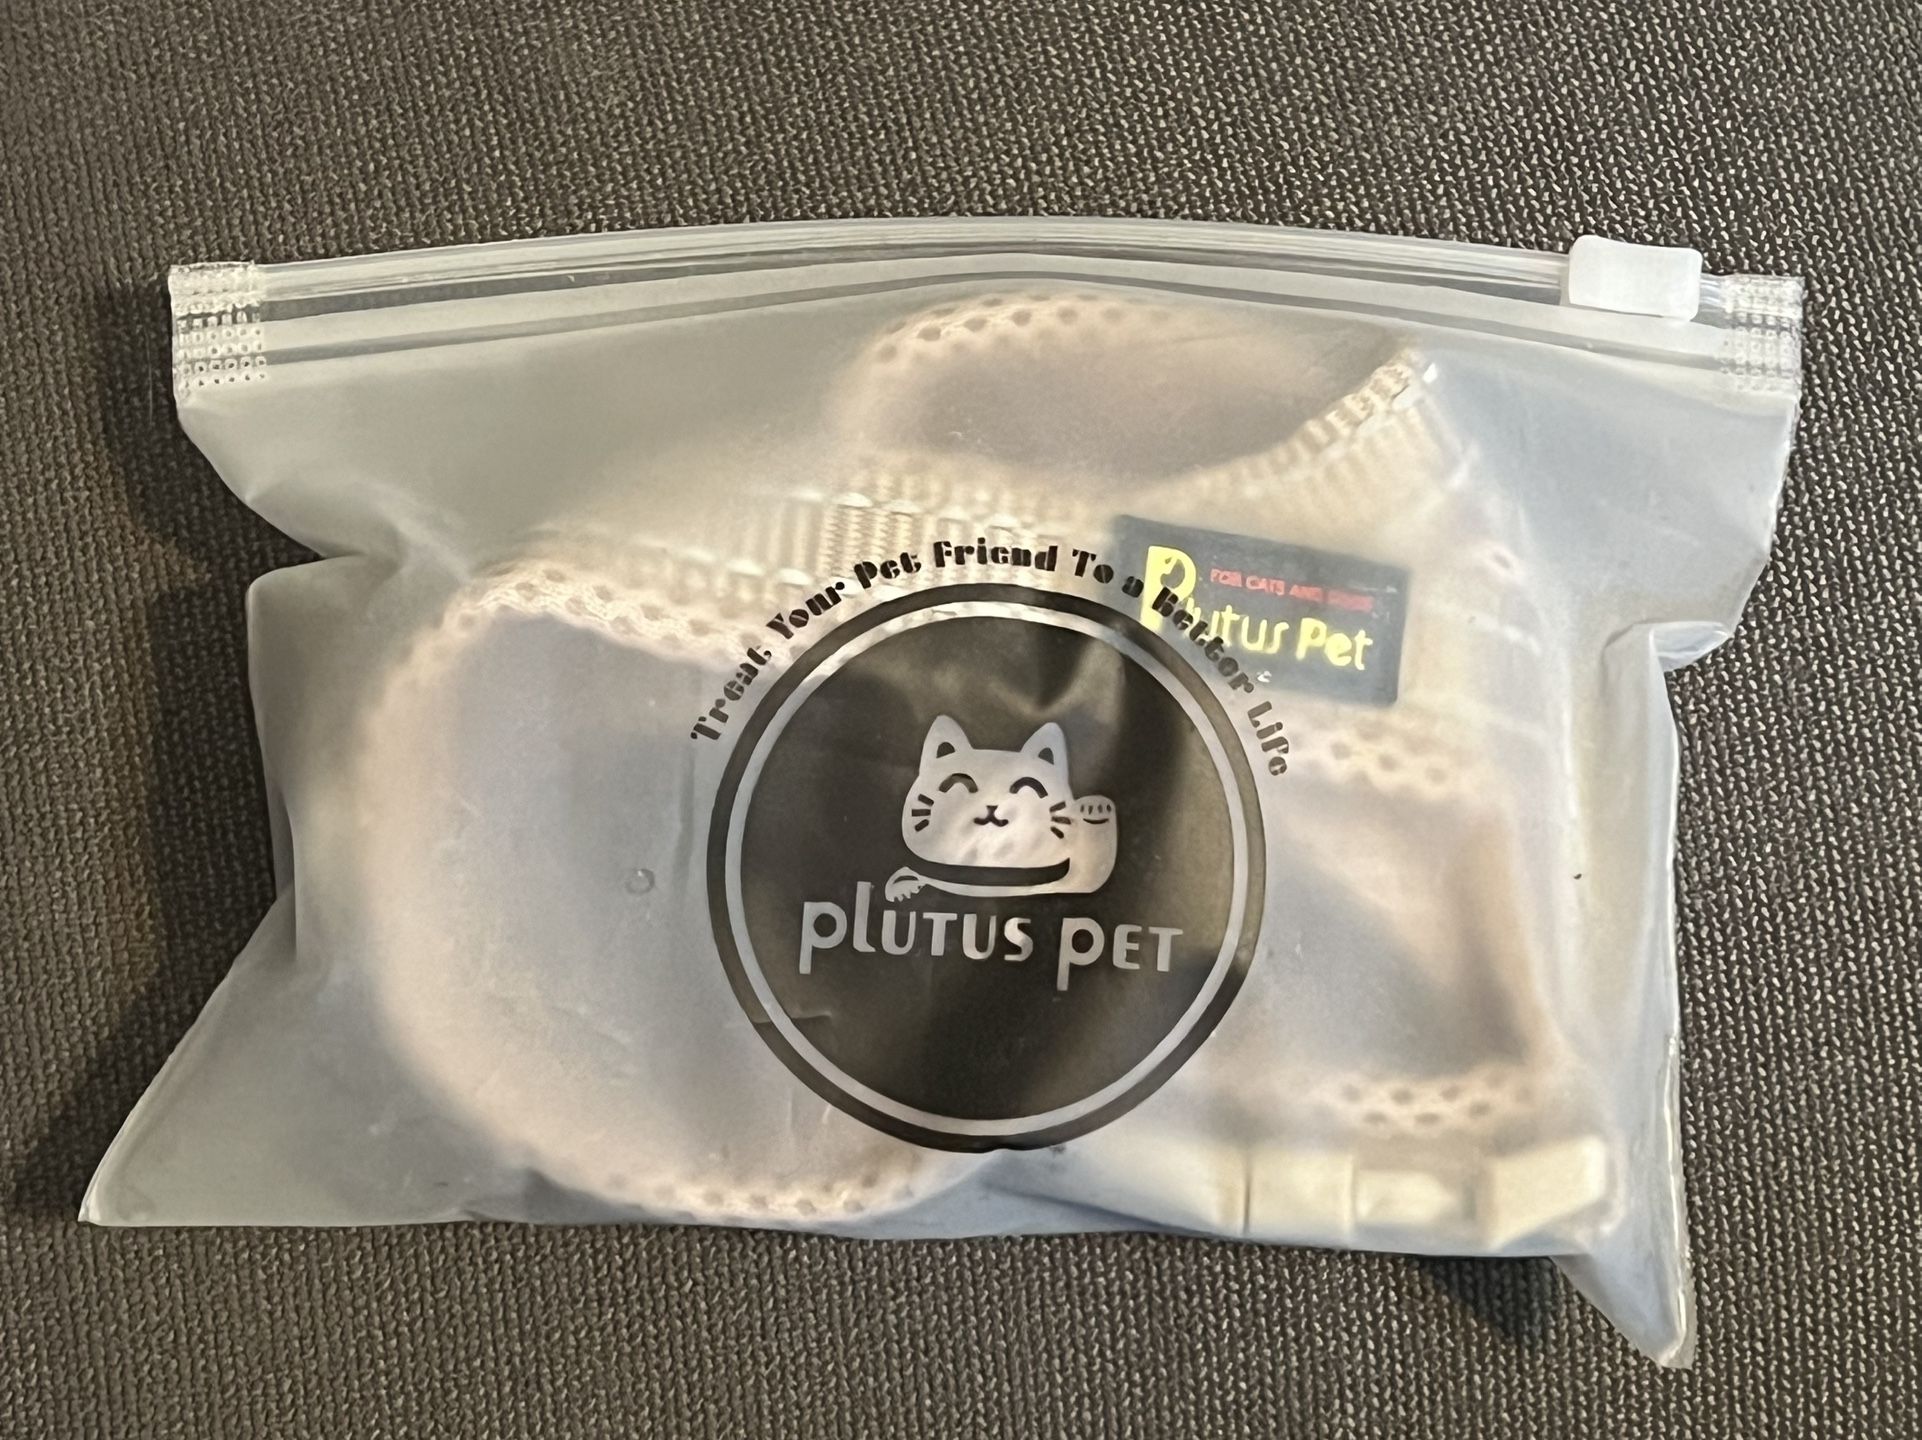 Treat Your Pet Friend To a Better Life
FOR CATS AND DOGS
Plutus Pet
PLUTUS PET